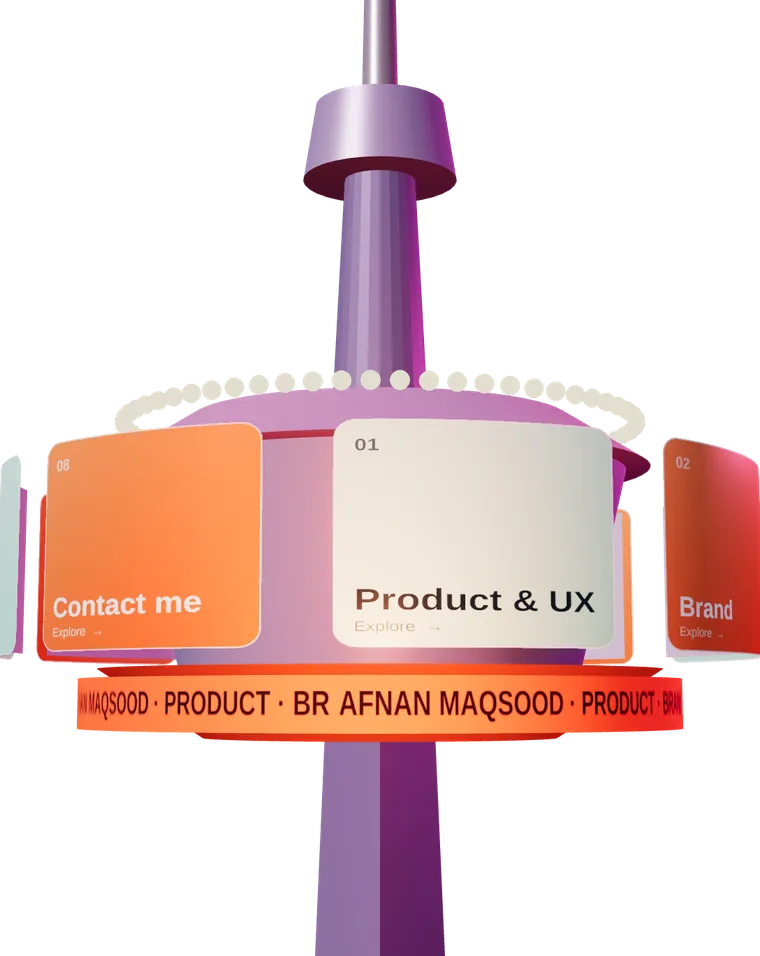 08
Contact me
Explore →
01
Product & UX
Explore →
02
Brand
Explore →
MAQSOOD · PRODUCT · BR AFNAN MAQSOOD · PRODUCT ·